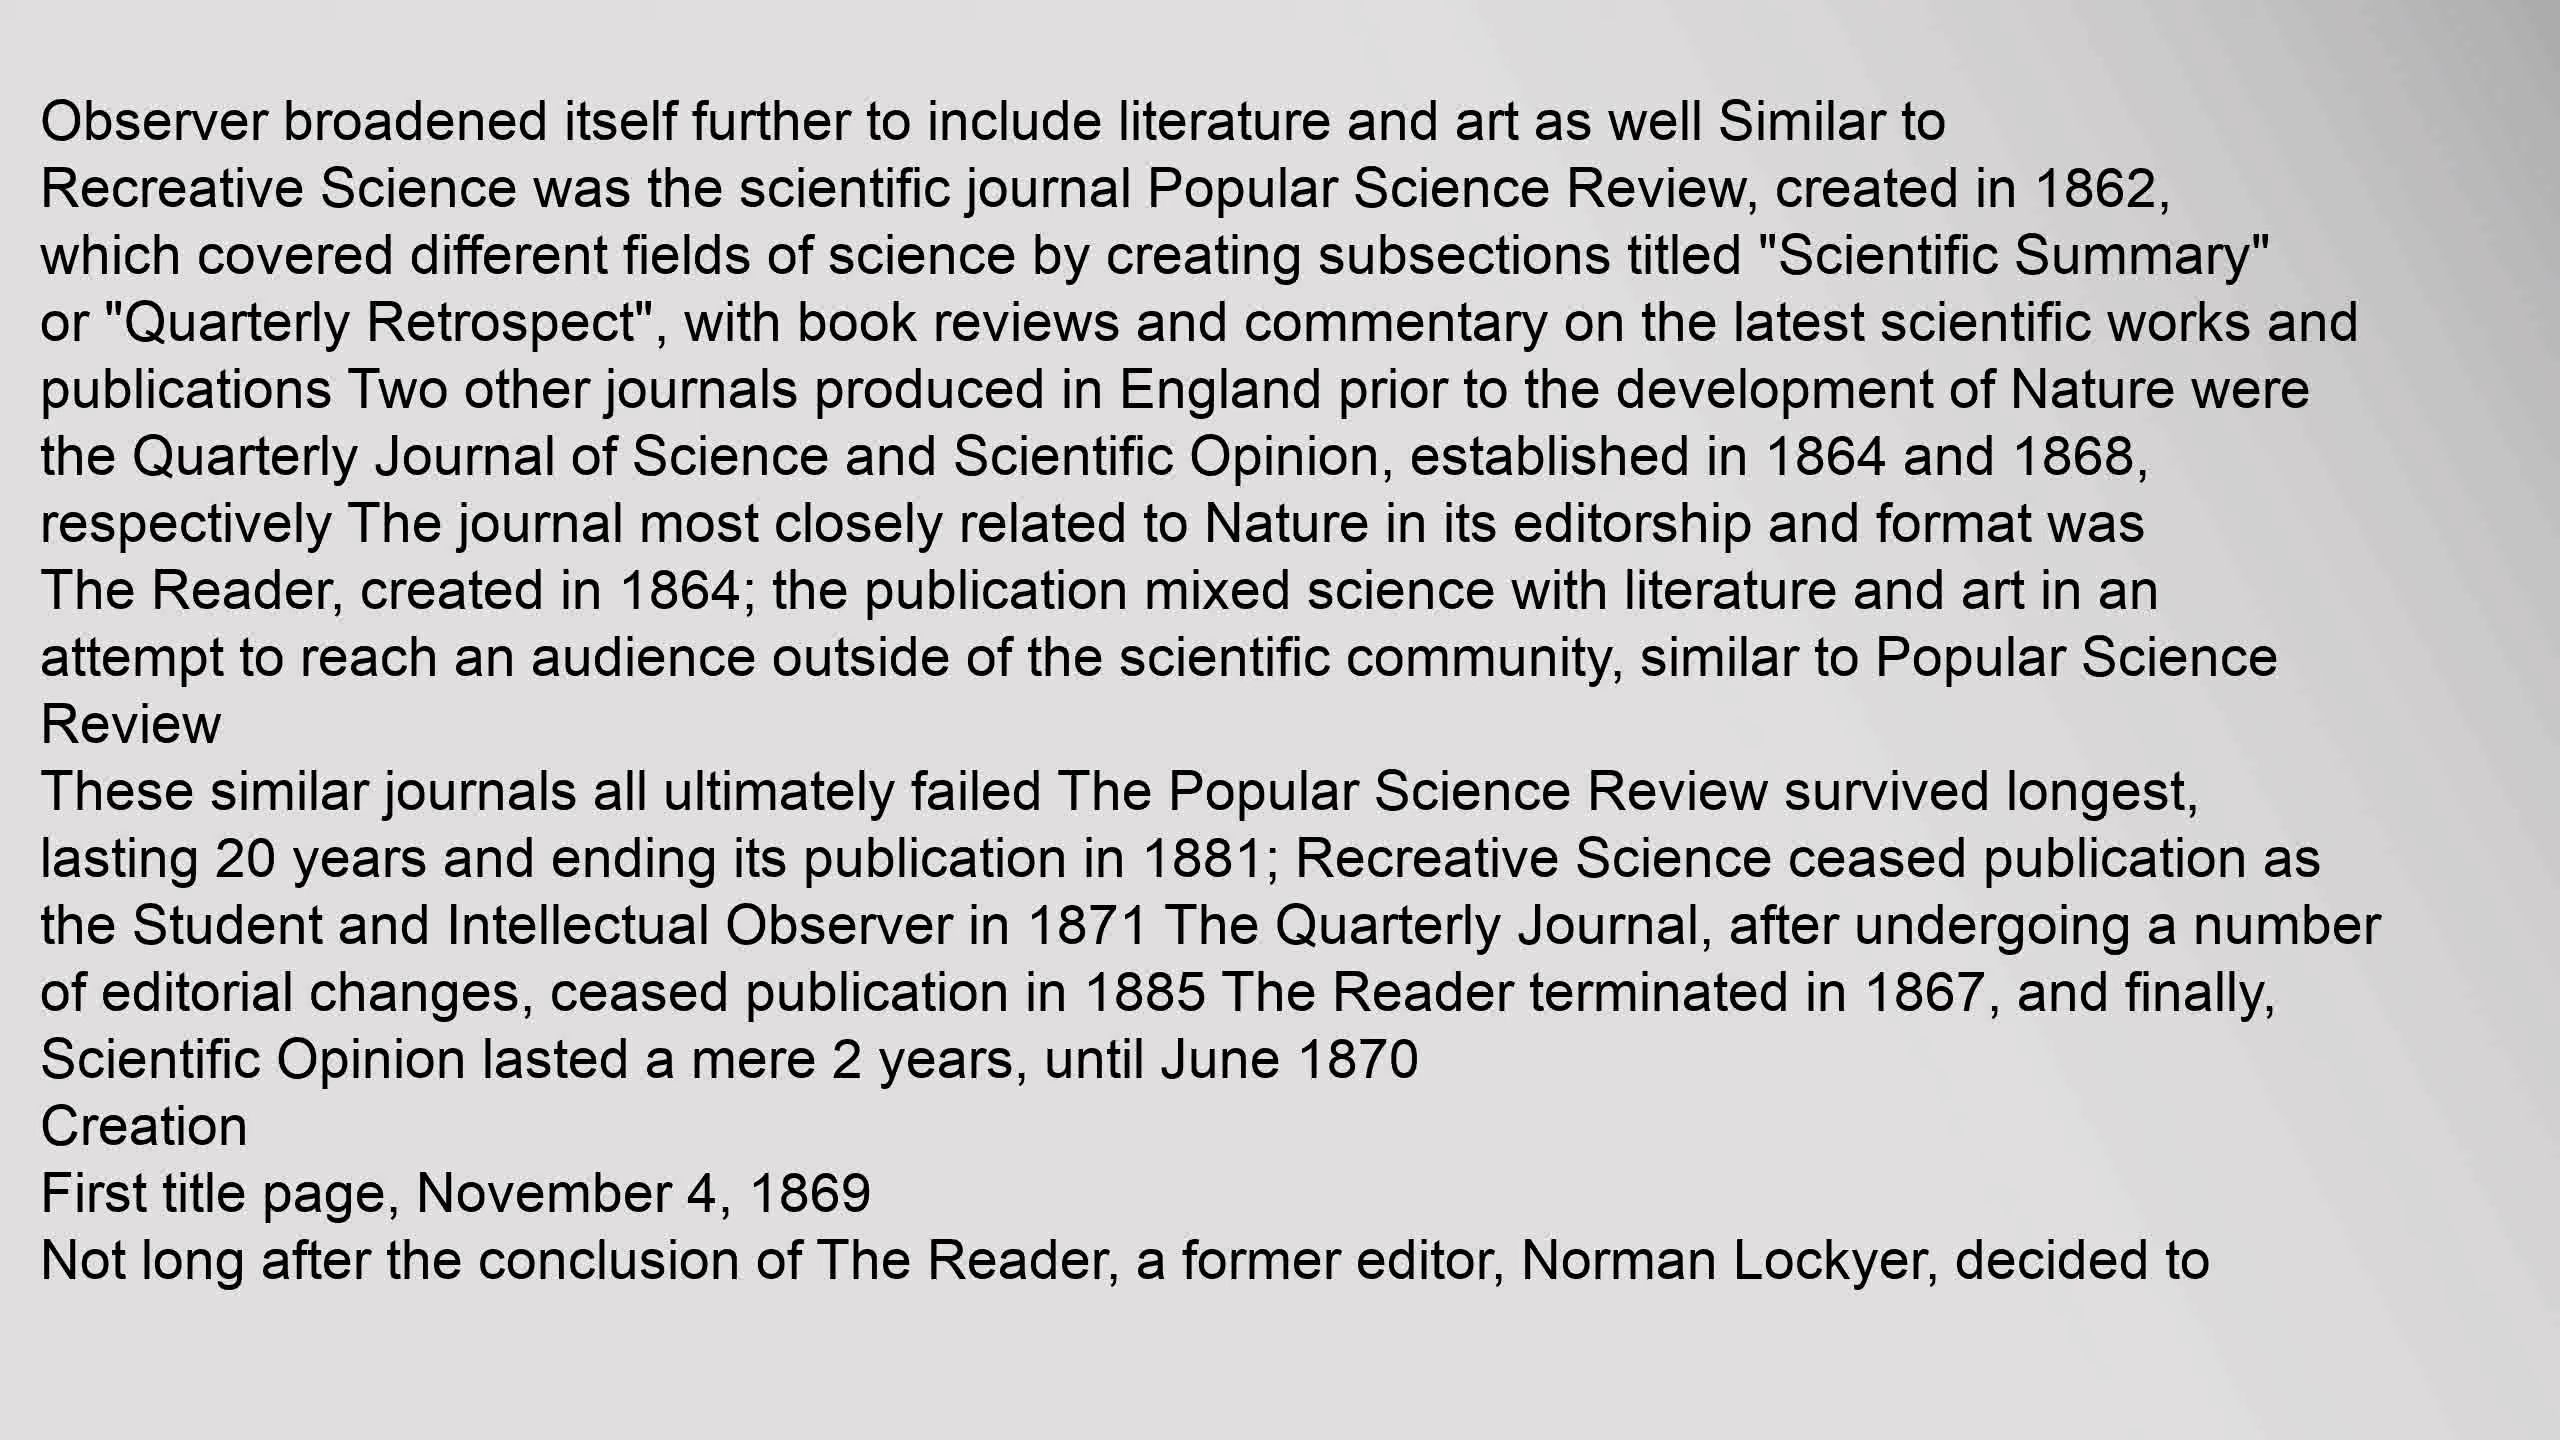 Observer broadened itself further to include literature and art as well Similar to
Recreative Science was the scientific journal Popular Science Review, created in 1862,
which covered different fields of science by creating subsections titled "Scientific Summary"
or "Quarterly Retrospect", with book reviews and commentary on the latest scientific works and
publications Two other journals produced in England prior to the development of Nature were
the Quarterly Journal of Science and Scientific Opinion, established in 1864 and 1868,
respectively The journal most closely related to Nature in its editorship and format was
The Reader, created in 1864; the publication mixed science with literature and art in an
attempt to reach an audience outside of the scientific community, similar to Popular Science
Review
These similar journals all ultimately failed The Popular Science Review survived longest,
lasting 20 years and ending its publication in 1881; Recreative Science ceased publication as
the Student and Intellectual Observer in 1871 The Quarterly Journal, after undergoing a number
of editorial changes, ceased publication in 1885 The Reader terminated in 1867, and finally,
Scientific Opinion lasted a mere 2 years, until June 1870
Creation
First title page, November 4, 1869
Not long after the conclusion of The Reader, a former editor, Norman Lockyer, decided to